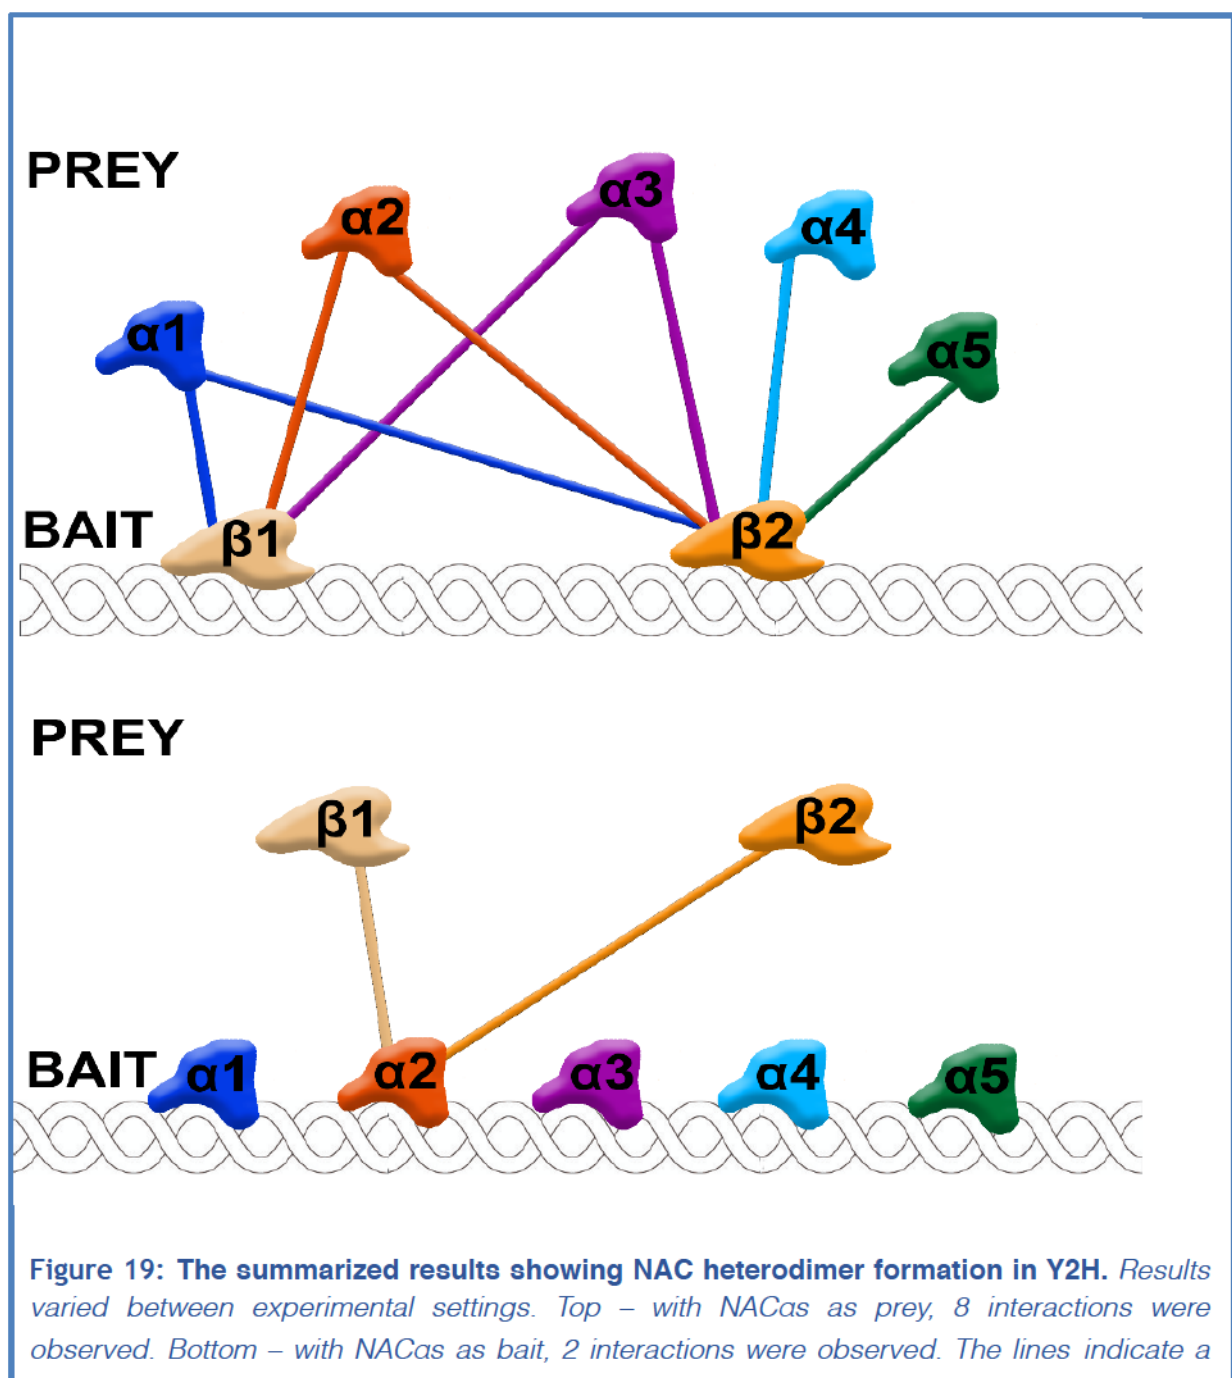 PREY
α3
α2
α4
α1
α5
BAIT
β1
β2
PREY
β1
β2
BAIT
α1
α2
α3
α4
α5
Figure 19: The summarized results showing NAC heterodimer formation in Y2H. Results
varied between experimental settings. Top – with NACαs as prey, 8 interactions were
observed. Bottom – with NACαs as bait, 2 interactions were observed. The lines indicate a